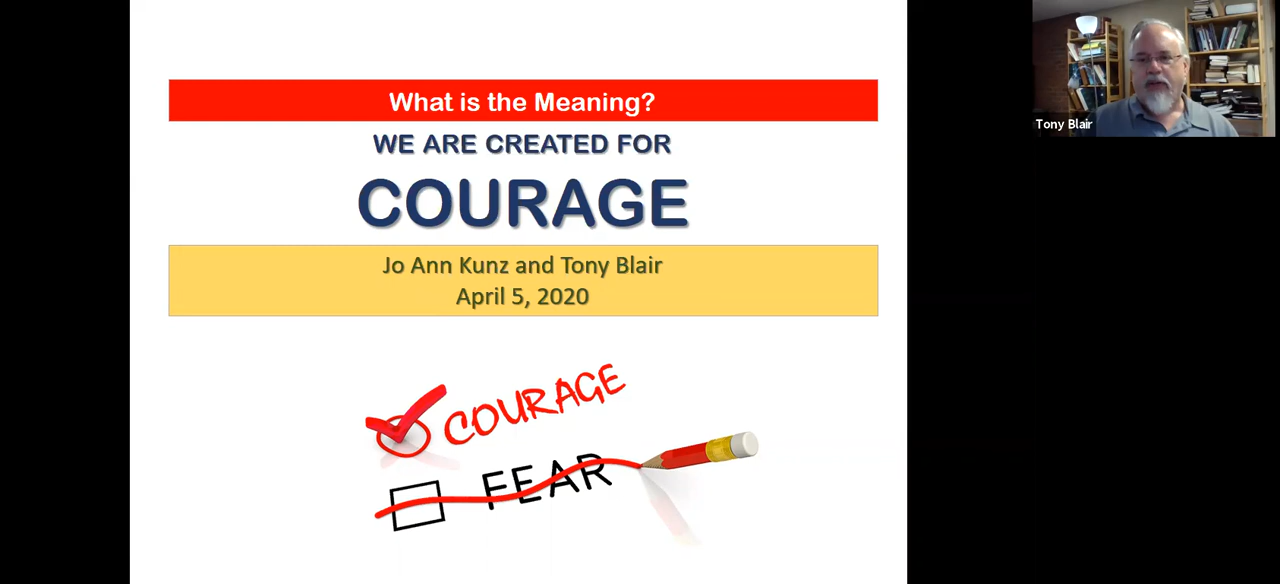 What is the Meaning?
WE ARE CREATED FOR
COURAGE
Jo Ann Kunz and Tony Blair
April 5, 2020
COURAGE
FEAR
Tony Blair